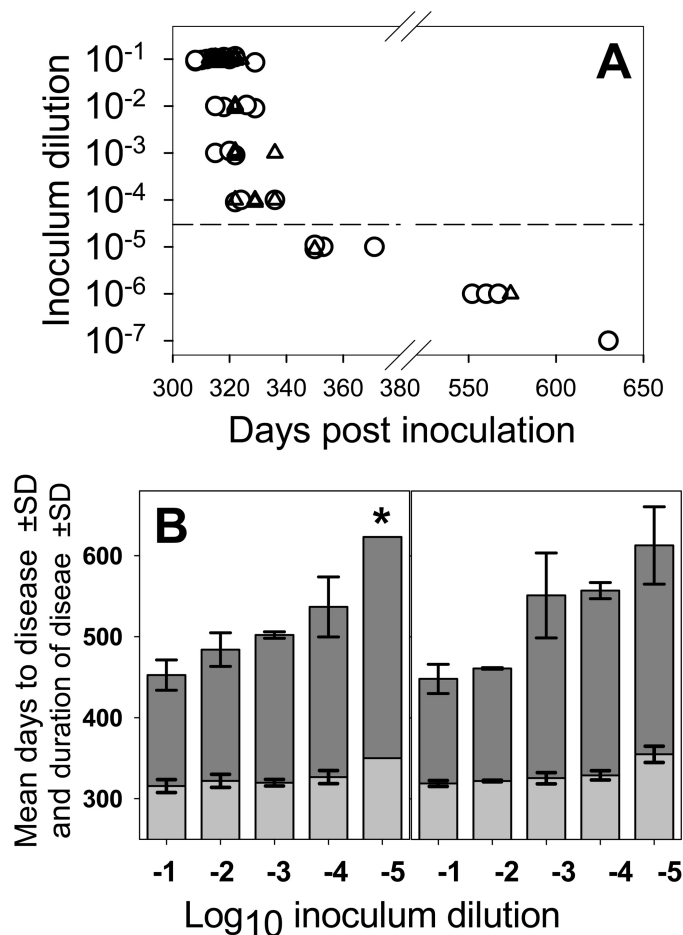 A
Inoculum dilution
10-1
10-2
10-3
10-4
10-5
10-6
10-7
300 320 340 360 380 550 600 650
Days post inoculation
B
*
Mean days to disease ±SD
and duration of diseae ±SD
600
500
400
300
-1 -2 -3 -4 -5 -1 -2 -3 -4 -5
Log10 inoculum dilution